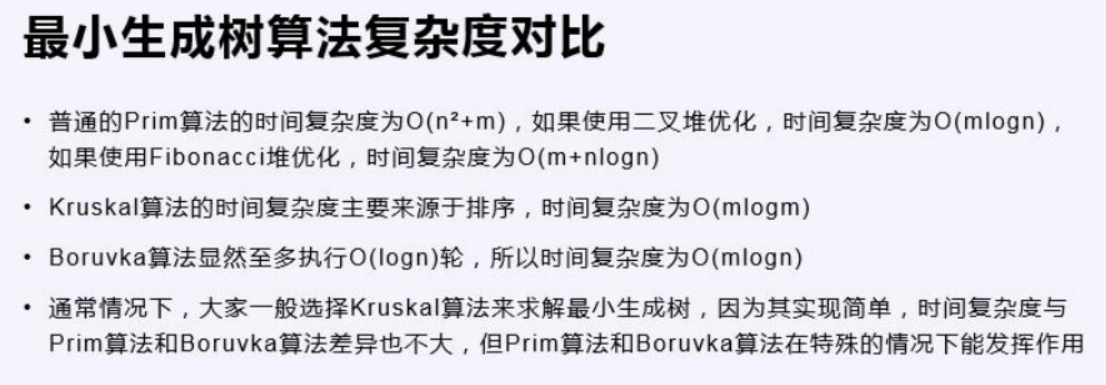 最小生成树算法复杂度对比
• 普通的Prim算法的时间复杂度为O(n²+m)，如果使用二叉堆优化，时间复杂度为O(mlogn)，
如果使用Fibonacci堆优化，时间复杂度为O(m+nlogn)
• Kruskal算法的时间复杂度主要来源于排序，时间复杂度为O(mlogm)
• Boruvka算法显然至多执行O(logn)轮，所以时间复杂度为O(mlogn)
• 通常情况下，大家一般选择Kruskal算法来求解最小生成树，因为其实现简单，时间复杂度与
Prim算法和Boruvka算法差异也不大，但Prim算法和Boruvka算法在特殊的情况下能发挥作用